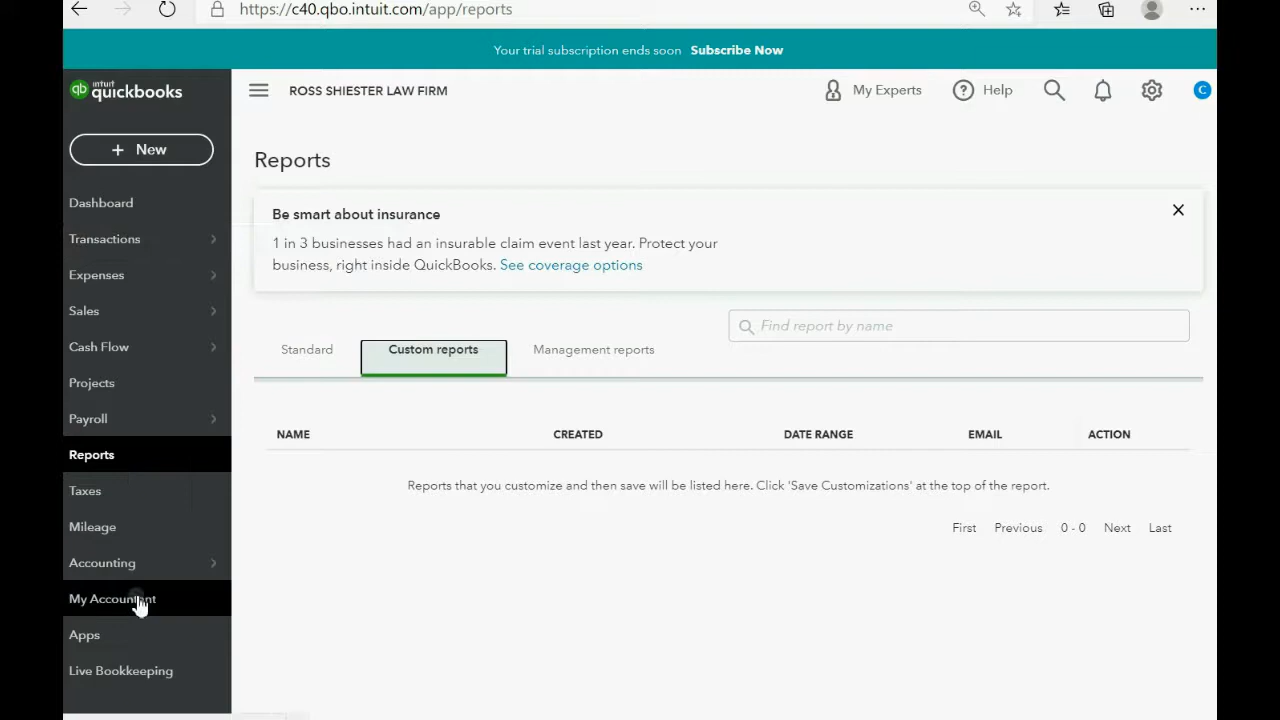 https://c40.qbo.intuit.com/app/reports
Your trial subscription ends soon Subscribe Now
qb intuit quickbooks
ROSS SHIESTER LAW FIRM
My Experts
Help
C
+ New
Dashboard
Transactions
Expenses
Sales
Cash Flow
Projects
Payroll
Reports
Taxes
Mileage
Accounting
My Accountant
Apps
Live Bookkeeping
Reports
Be smart about insurance
1 in 3 businesses had an insurable claim event last year. Protect your
business, right inside QuickBooks. See coverage options
Find report by name
Standard
Custom reports
Management reports
NAME CREATED DATE RANGE EMAIL ACTION
Reports that you customize and then save will be listed here. Click 'Save Customizations' at the top of the report.
First Previous 0 - 0 Next Last